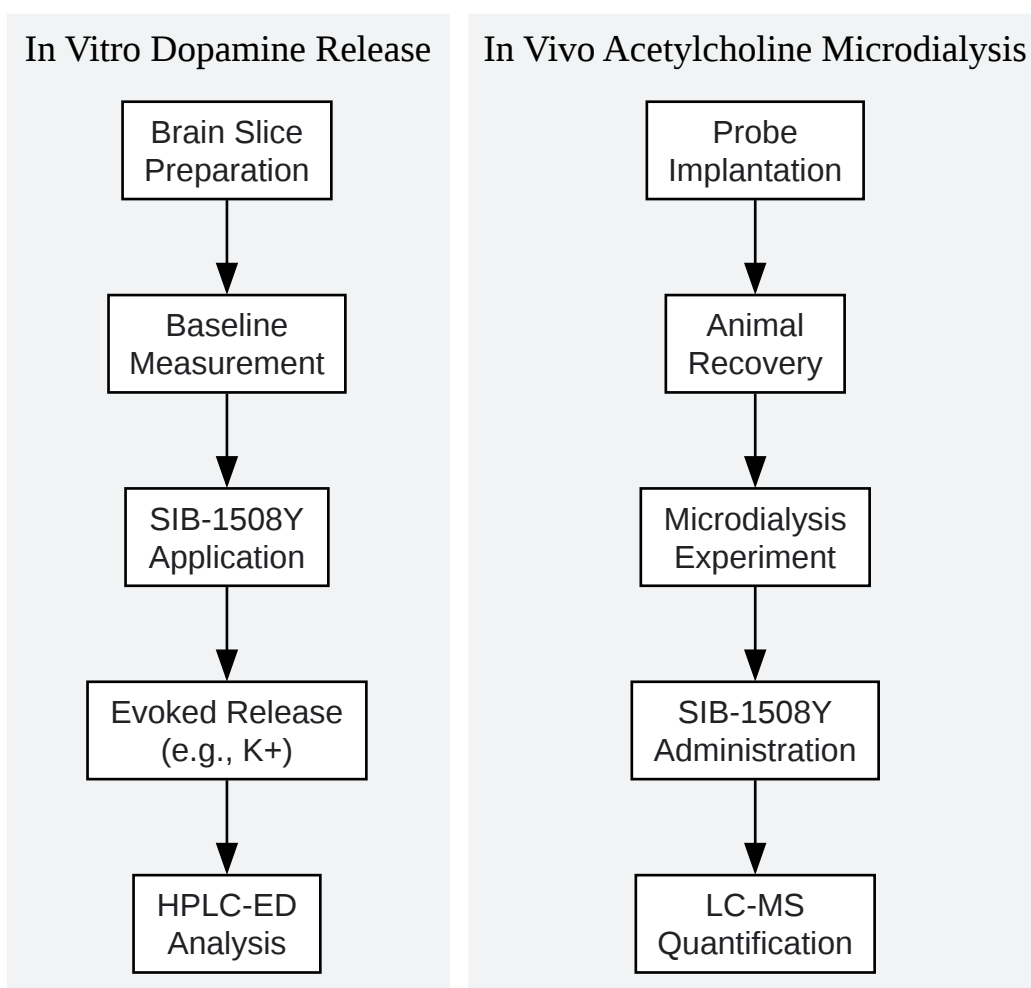 In Vitro Dopamine Release
Brain Slice
Preparation
Baseline
Measurement
SIB-1508Y
Application
Evoked Release
(e.g., K+)
HPLC-ED
Analysis
In Vivo Acetylcholine Microdialysis
Probe
Implantation
Animal
Recovery
Microdialysis
Experiment
SIB-1508Y
Administration
LC-MS
Quantification